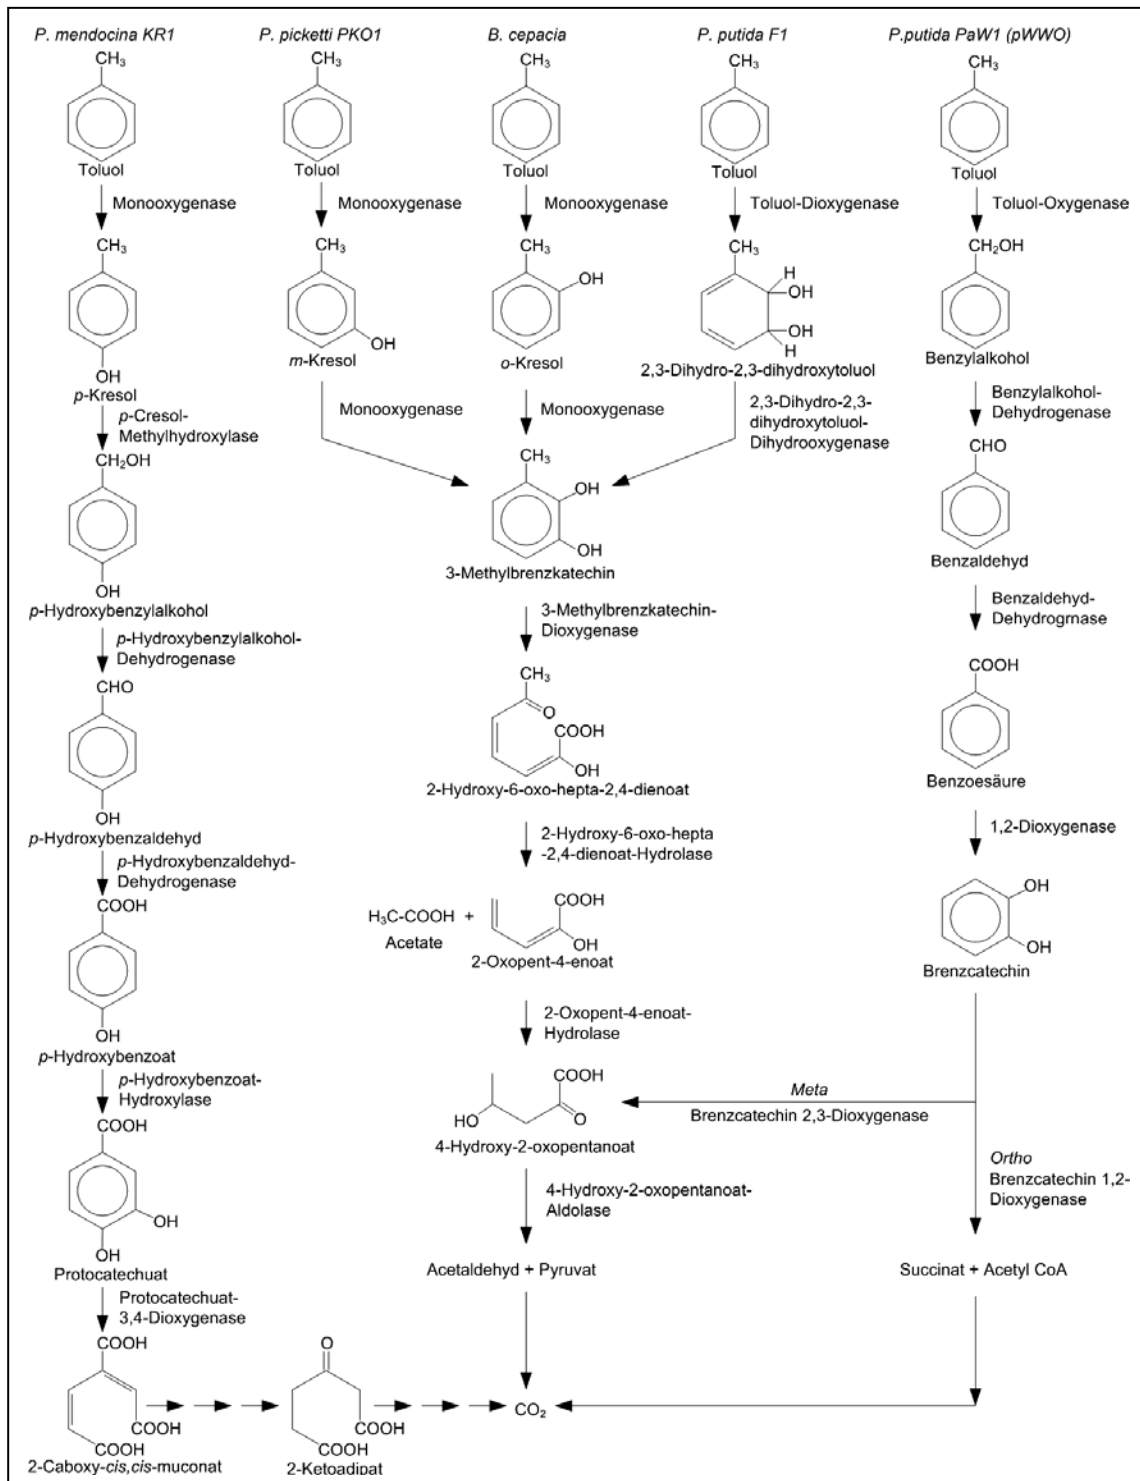 P. mendocina KR1
P. picketti PKO1
B. cepacia
P. putida F1
P.putida PaW1 (pWWO)
CH₃
CH₃
CH₃
CH₃
CH₃
Toluol
Toluol
Toluol
Toluol
Toluol
Monooxygenase
Monooxygenase
Monooxygenase
Toluol-Dioxygenase
Toluol-Oxygenase
CH₃
OH
p-Kresol
CH₃
OH
m-Kresol
CH₃
OH
o-Kresol
CH₃
H
OH
OH
H
2,3-Dihydro-2,3-dihydroxytoluol
CH₂OH
Benzylalkohol
p-Cresol-
Methylhydroxylase
Monooxygenase
Monooxygenase
2,3-Dihydro-2,3-
dihydroxytoluol-
Dihydrooxygenase
Benzylalkohol-
Dehydrogenase
CH₂OH
OH
p-Hydroxybenzylalkohol
CH₃
OH
OH
3-Methylbrenzkatechin
CHO
Benzaldehyd
p-Hydroxybenzylalkohol-
Dehydrogenase
3-Methylbrenzkatechin-
Dioxygenase
Benzaldehyd-
Dehydrogrnase
CHO
OH
p-Hydroxybenzaldehyd
CH₃
O
COOH
OH
2-Hydroxy-6-oxo-hepta-2,4-dienoat
COOH
Benzoesäure
p-Hydroxybenzaldehyd-
Dehydrogenase
2-Hydroxy-6-oxo-hepta
-2,4-dienoat-Hydrolase
1,2-Dioxygenase
COOH
OH
p-Hydroxybenzoat
H₃C-COOH +
Acetate
COOH
OH
2-Oxopent-4-enoat
OH
OH
Brenzcatechin
p-Hydroxybenzoat-
Hydroxylase
2-Oxopent-4-enoat-
Hydrolase
COOH
OH
OH
Protocatechuat
COOH
HO
O
4-Hydroxy-2-oxopentanoat
Meta
Brenzcatechin 2,3-Dioxygenase
Ortho
Brenzcatechin 1,2-
Dioxygenase
4-Hydroxy-2-oxopentanoat-
Aldolase
Acetaldehyd + Pyruvat
Succinat + Acetyl CoA
Protocatechuat-
3,4-Dioxygenase
COOH
COOH
COOH
2-Caboxy-cis,cis-muconat
O
COOH
COOH
2-Ketoadipat
CO₂